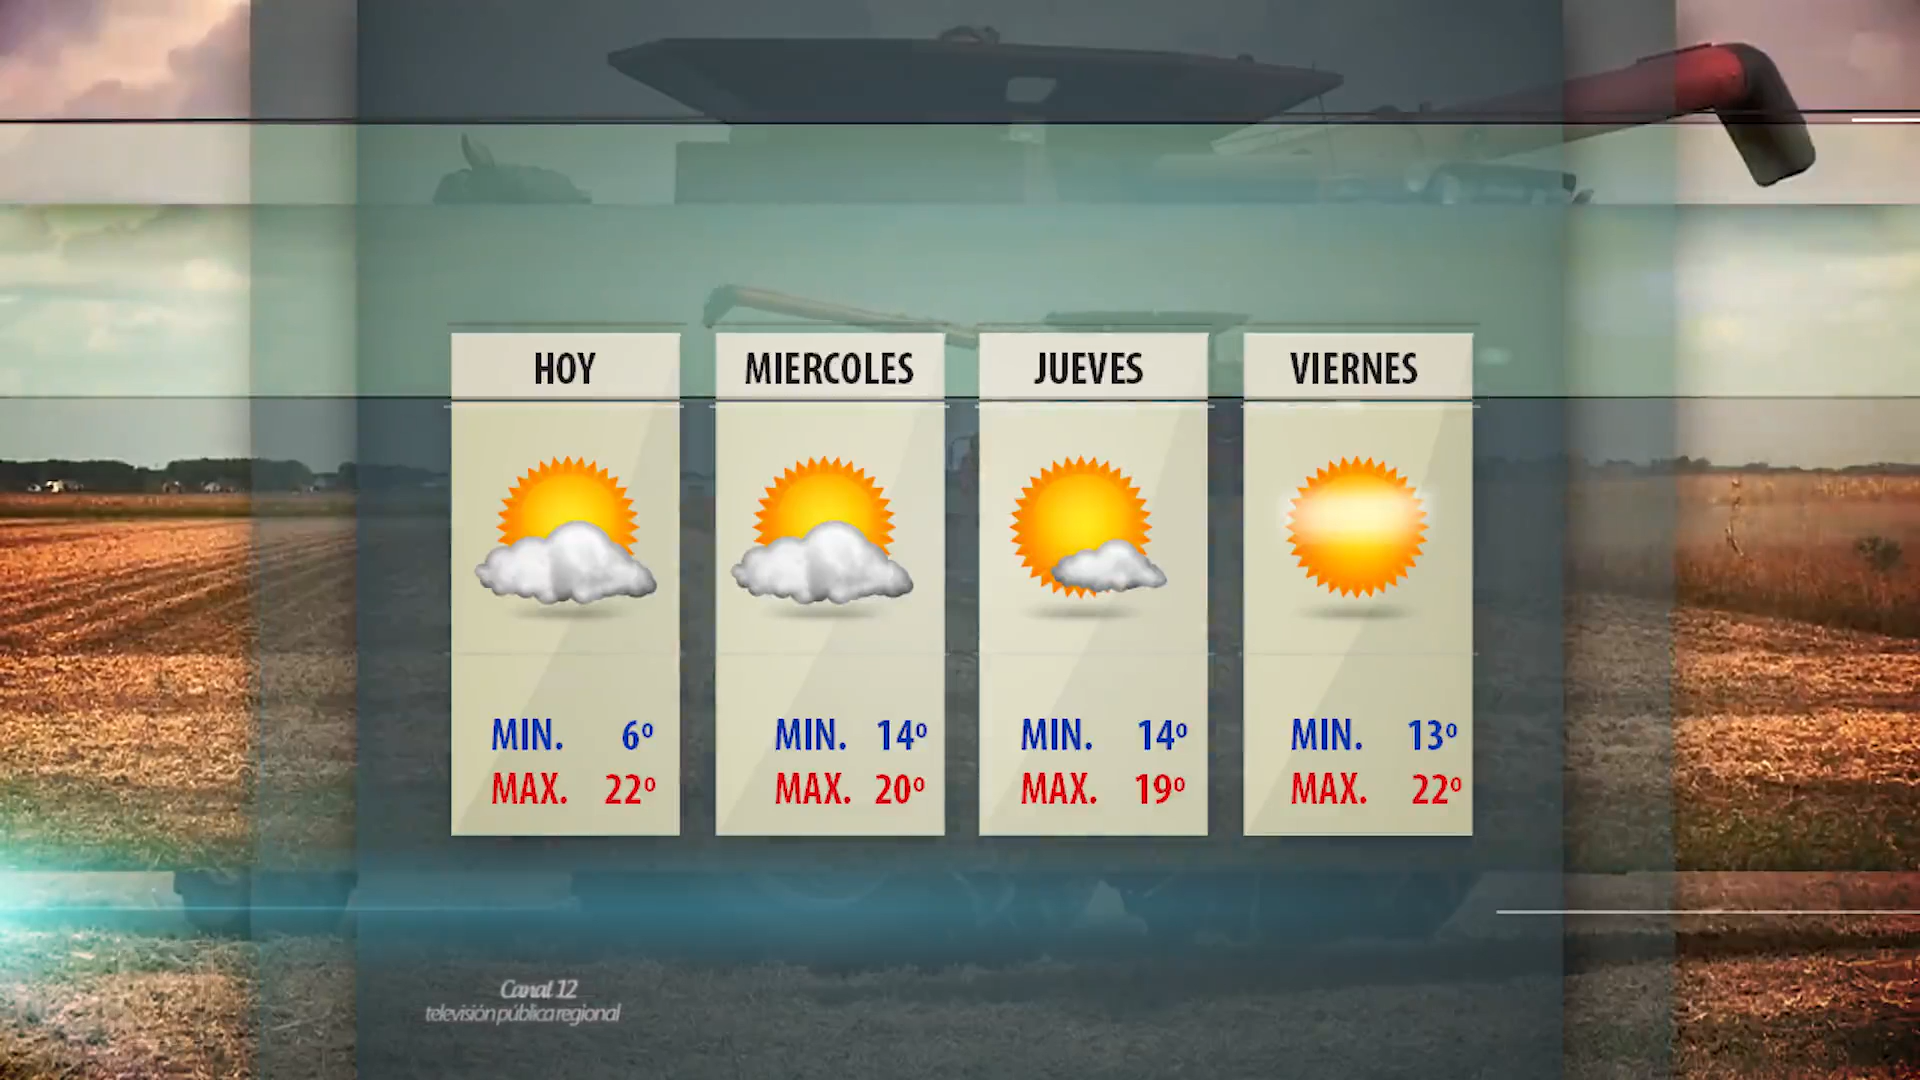 HOY
MIERCOLES
JUEVES
VIERNES
MIN. 6º
MAX. 22º
MIN. 14º
MAX. 20º
MIN. 14º
MAX. 19º
MIN. 13º
MAX. 22º
Canal 12
televisión pública regional